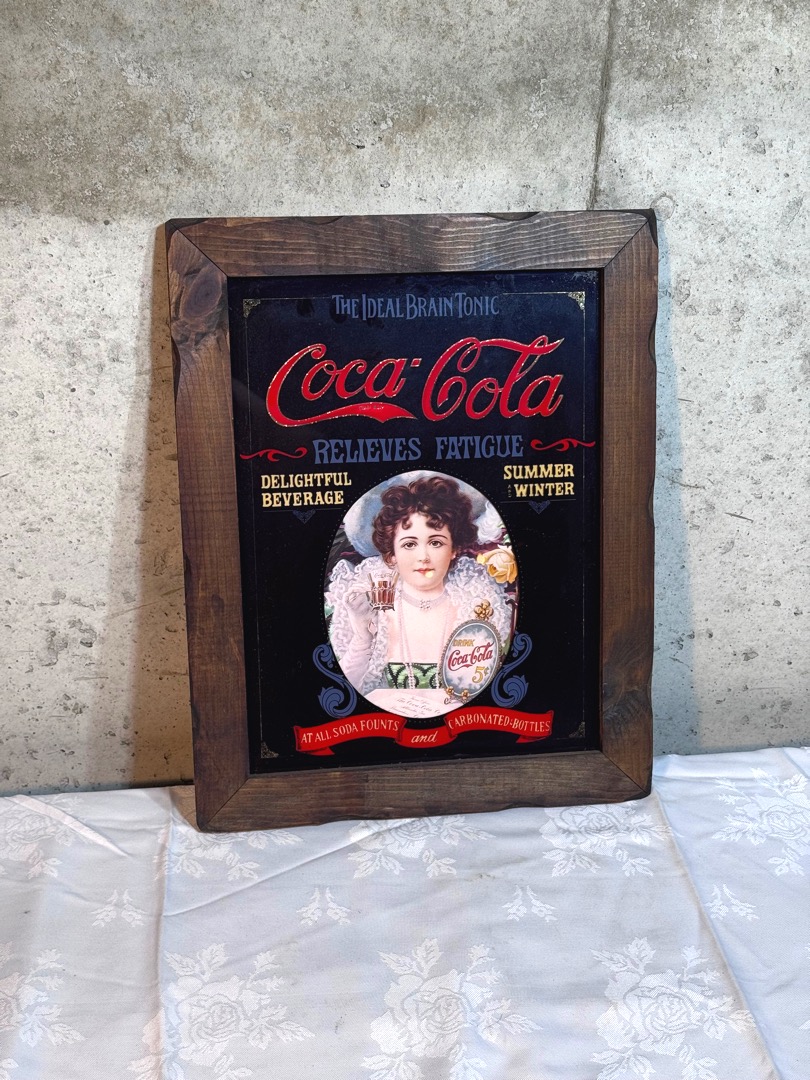 THE IDEAL BRAIN TONIC
Coca-Cola
RELIEVES FATIGUE
DELIGHTFUL
BEVERAGE
SUMMER
AND WINTER
DRINK
Coca-Cola
5¢
AT ALL SODA FOUNTS and CARBONATED-BOTTLES